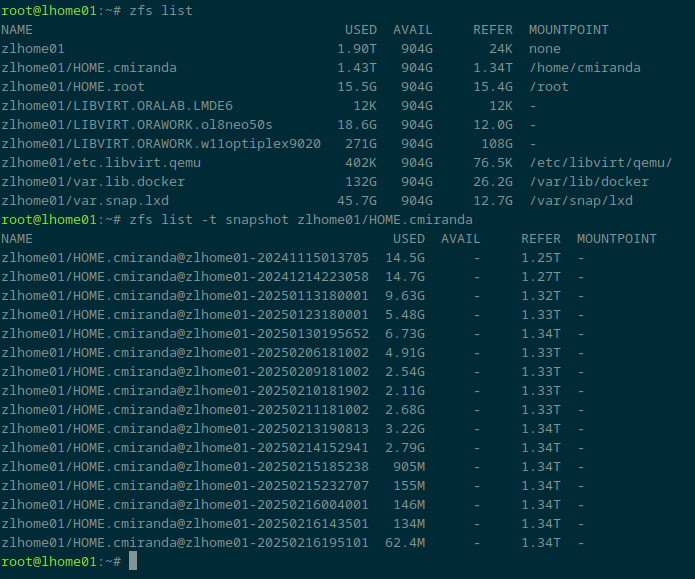 root@lhome01:~# zfs list
NAME                                      USED  AVAIL     REFER  MOUNTPOINT
zlhome01                                 1.90T   904G       24K  none
zlhome01/HOME.cmiranda                   1.43T   904G     1.34T  /home/cmiranda
zlhome01/HOME.root                       15.5G   904G     15.4G  /root
zlhome01/LIBVIRT.ORALAB.LMDE6              12K   904G       12K  -
zlhome01/LIBVIRT.ORAWORK.ol8neo50s       18.6G   904G     12.0G  -
zlhome01/LIBVIRT.ORAWORK.w11optiplex9020  271G   904G      108G  -
zlhome01/etc.libvirt.qemu                 402K   904G     76.5K  /etc/libvirt/qemu/
zlhome01/var.lib.docker                   132G   904G     26.2G  /var/lib/docker
zlhome01/var.snap.lxd                    45.7G   904G     12.7G  /var/snap/lxd
root@lhome01:~# zfs list -t snapshot zlhome01/HOME.cmiranda
NAME                                             USED  AVAIL     REFER  MOUNTPOINT
zlhome01/HOME.cmiranda@zlhome01-20241115013705  14.5G      -     1.25T  -
zlhome01/HOME.cmiranda@zlhome01-20241214223058  14.7G      -     1.27T  -
zlhome01/HOME.cmiranda@zlhome01-20250113180001  9.63G      -     1.32T  -
zlhome01/HOME.cmiranda@zlhome01-20250123180001  5.48G      -     1.33T  -
zlhome01/HOME.cmiranda@zlhome01-20250130195652  6.73G      -     1.34T  -
zlhome01/HOME.cmiranda@zlhome01-20250206181002  4.91G      -     1.33T  -
zlhome01/HOME.cmiranda@zlhome01-20250209181002  2.54G      -     1.33T  -
zlhome01/HOME.cmiranda@zlhome01-20250210181902  2.11G      -     1.33T  -
zlhome01/HOME.cmiranda@zlhome01-20250211181002  2.68G      -     1.33T  -
zlhome01/HOME.cmiranda@zlhome01-20250213190813  3.22G      -     1.34T  -
zlhome01/HOME.cmiranda@zlhome01-20250214152941  2.79G      -     1.34T  -
zlhome01/HOME.cmiranda@zlhome01-20250215185238   905M      -     1.34T  -
zlhome01/HOME.cmiranda@zlhome01-20250215232707   155M      -     1.34T  -
zlhome01/HOME.cmiranda@zlhome01-20250216004001   146M      -     1.34T  -
zlhome01/HOME.cmiranda@zlhome01-20250216143501   134M      -     1.34T  -
zlhome01/HOME.cmiranda@zlhome01-20250216195101  62.4M      -     1.34T  -
root@lhome01:~#